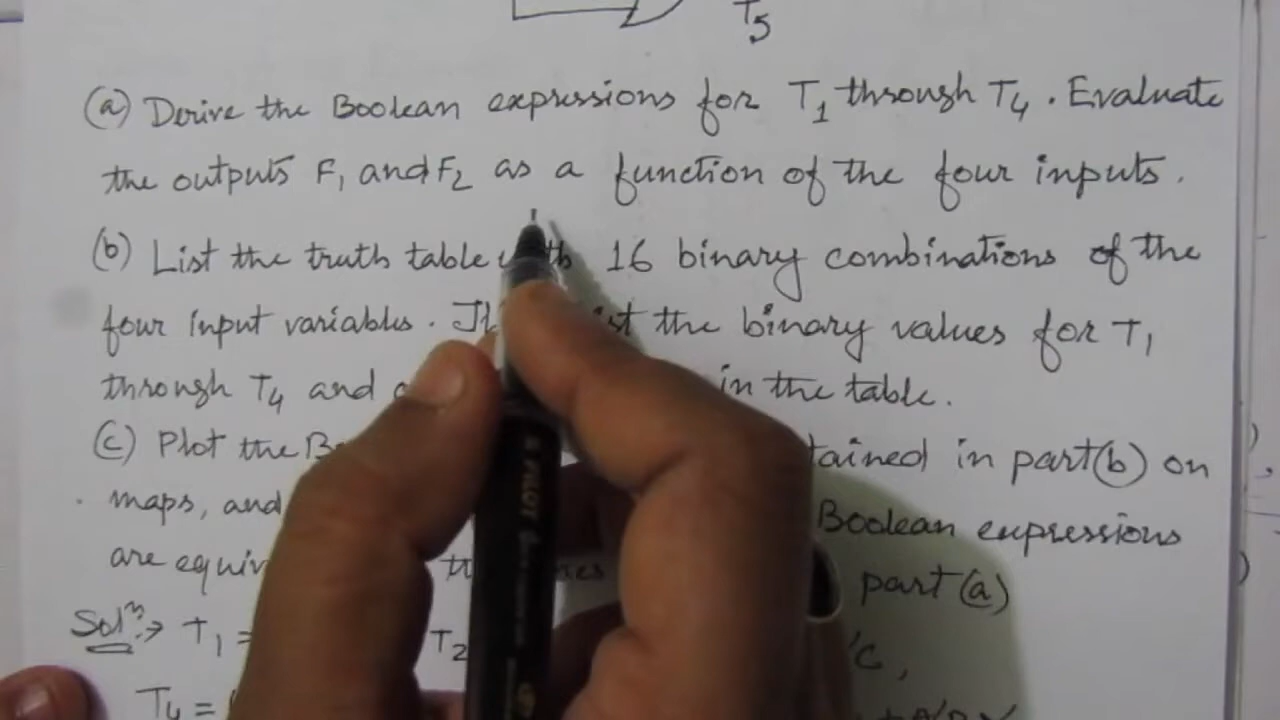 T5
(a) Derive the Boolean expressions for T1 through T4. Evaluate
the outputs F1 and F2 as a function of the four inputs.
(b) List the truth table 16 binary combinations of the
four input variables. the binary values for T1
through T4 and in the table.
(c) Plot the in part(b) on
maps, and Boolean expressions
are part (a)
Solⁿ:→ T1 = T2 'C,
T4 =
PILOT